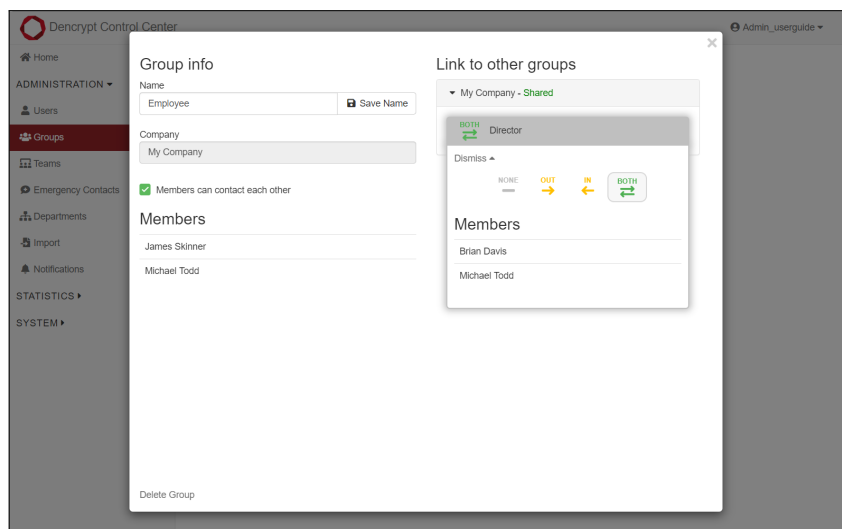 Dencrypt Control Center
Admin_userguide
Home
ADMINISTRATION
Users
Groups
Teams
Emergency Contacts
Departments
Import
Notifications
STATISTICS
SYSTEM
×
Group info
Name
Employee
Save Name
Company
My Company
Members can contact each other
Members
James Skinner
Michael Todd
Delete Group
Link to other groups
My Company - Shared
BOTH
Director
Dismiss
NONE
OUT
IN
BOTH
Members
Brian Davis
Michael Todd